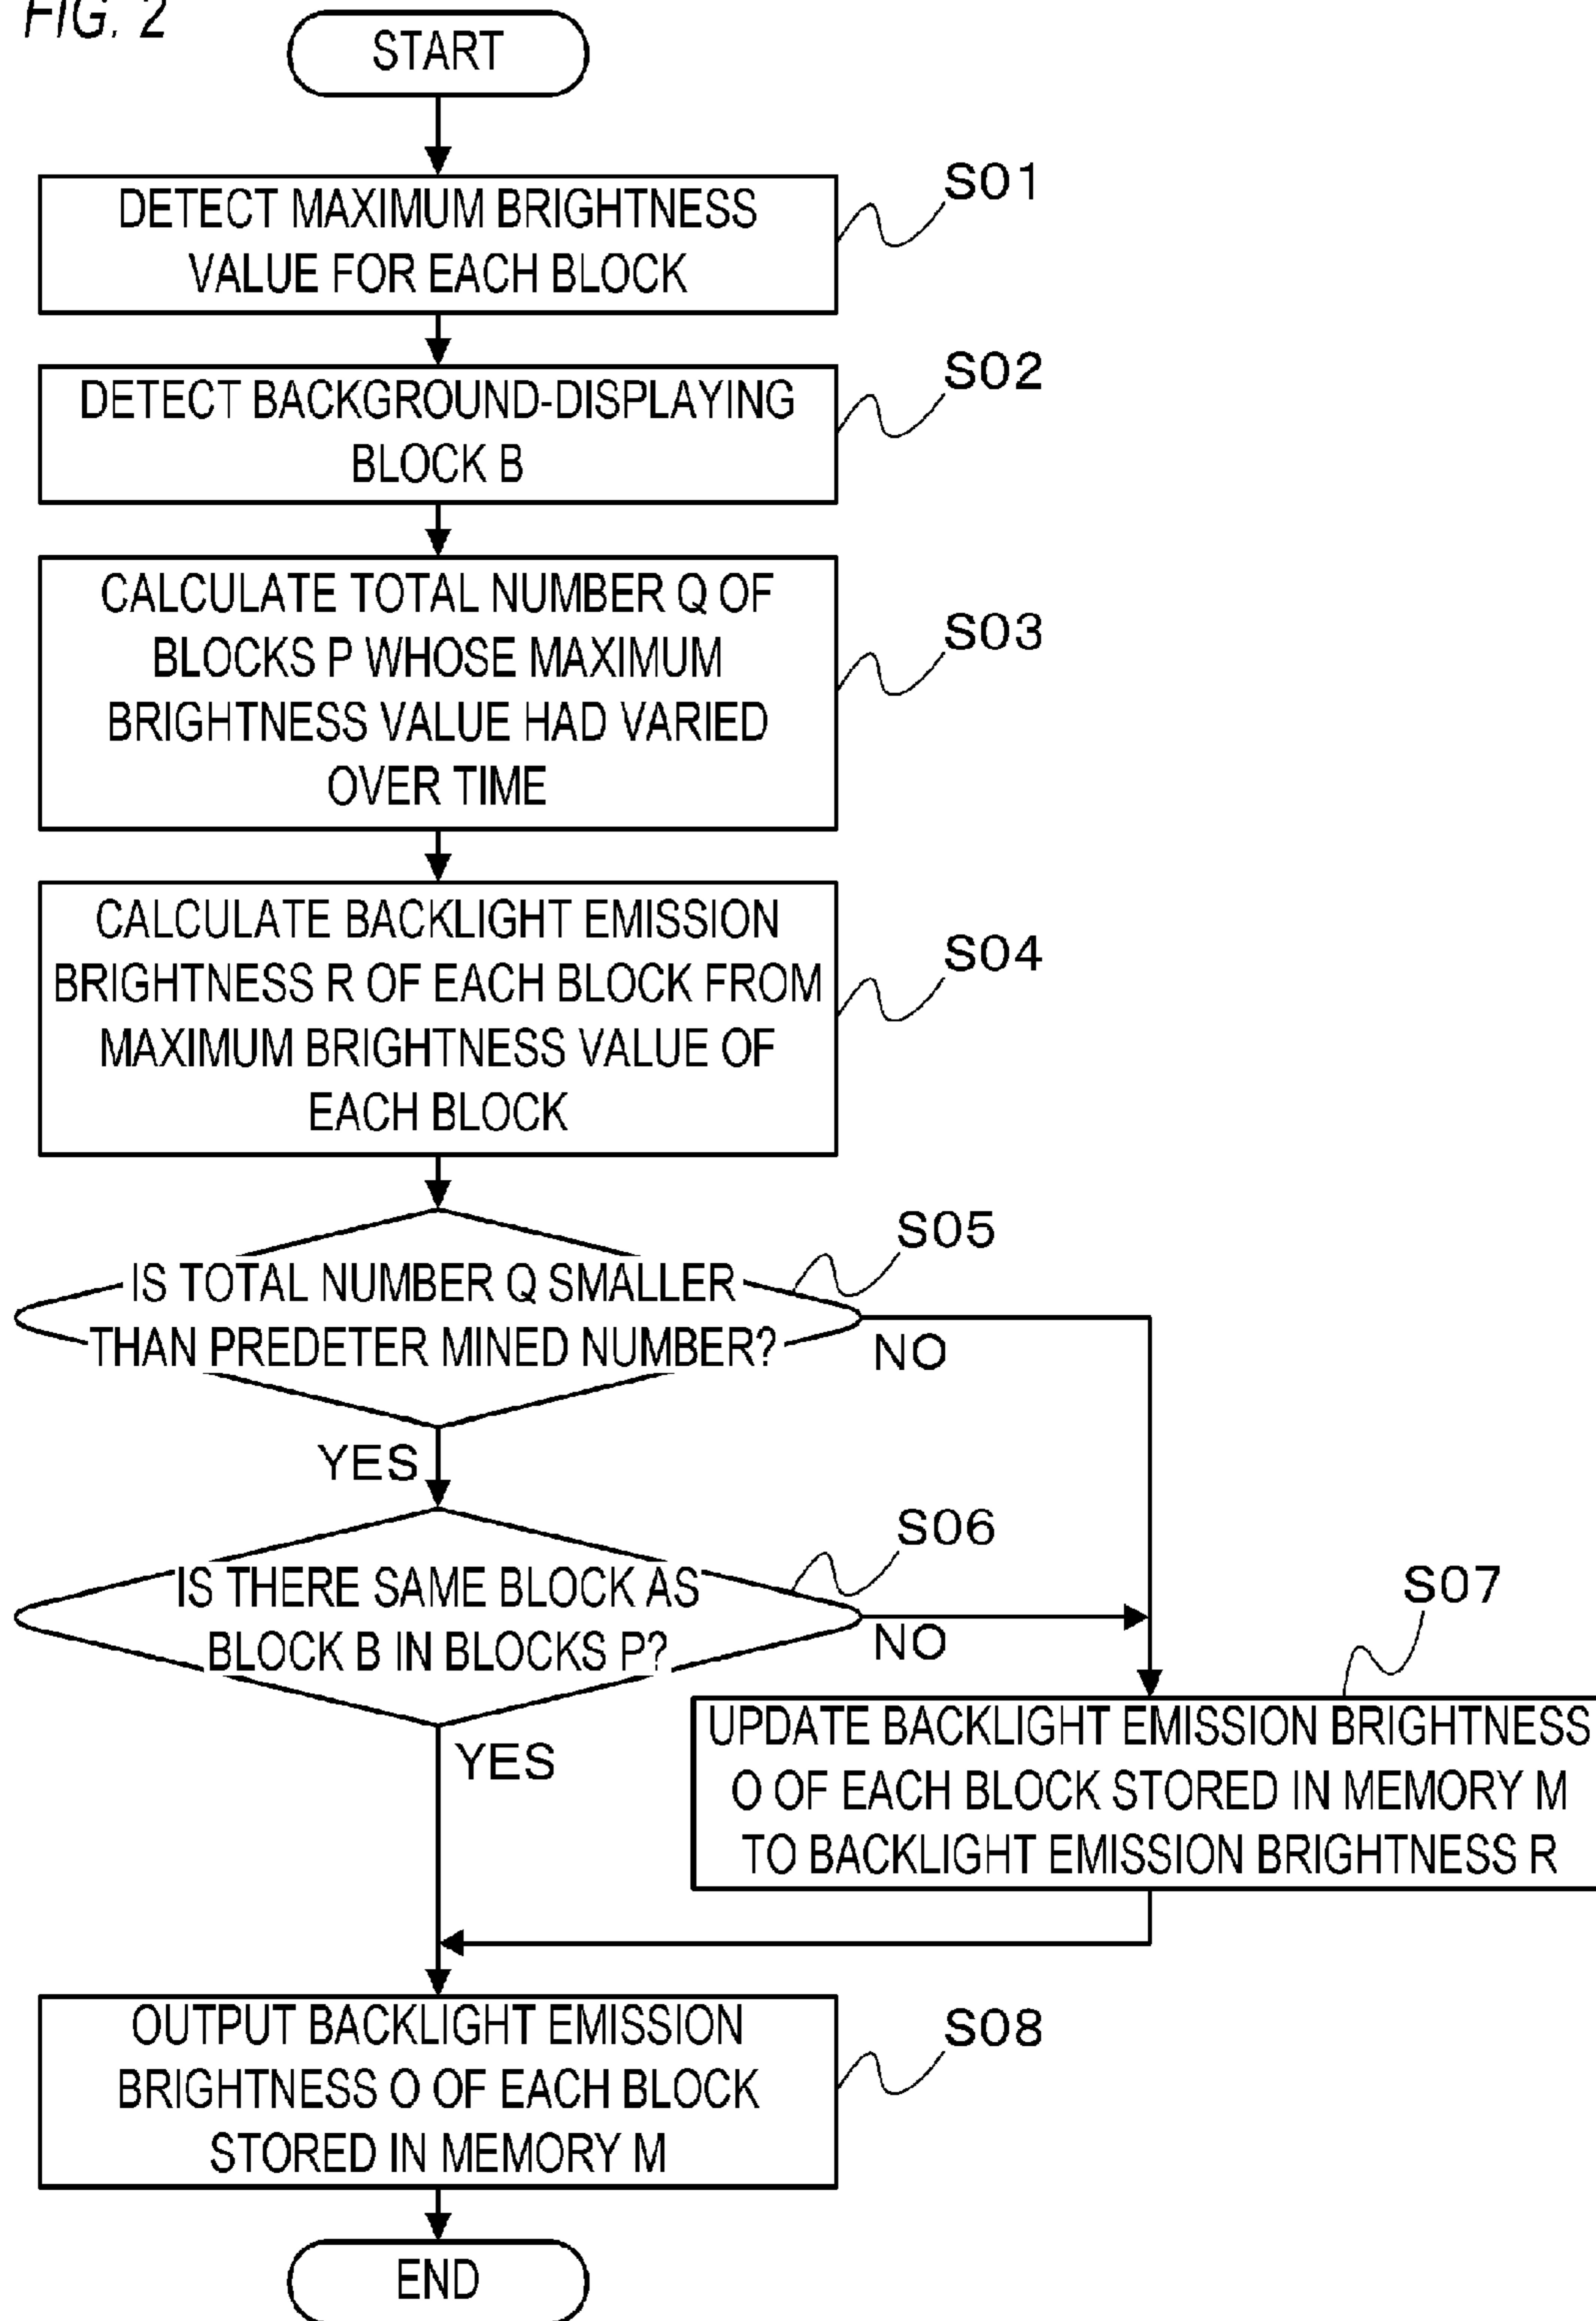 FIG. 2
START
DETECT MAXIMUM BRIGHTNESS
VALUE FOR EACH BLOCK
S01
DETECT BACKGROUND-DISPLAYING
BLOCK B
S02
CALCULATE TOTAL NUMBER Q OF
BLOCKS P WHOSE MAXIMUM
BRIGHTNESS VALUE HAD VARIED
OVER TIME
S03
CALCULATE BACKLIGHT EMISSION
BRIGHTNESS R OF EACH BLOCK FROM
MAXIMUM BRIGHTNESS VALUE OF
EACH BLOCK
S04
IS TOTAL NUMBER Q SMALLER
THAN PREDETER MINED NUMBER?
S05
NO
YES
IS THERE SAME BLOCK AS
BLOCK B IN BLOCKS P?
S06
NO
YES
S07
UPDATE BACKLIGHT EMISSION BRIGHTNESS
O OF EACH BLOCK STORED IN MEMORY M
TO BACKLIGHT EMISSION BRIGHTNESS R
OUTPUT BACKLIGHT EMISSION
BRIGHTNESS O OF EACH BLOCK
STORED IN MEMORY M
S08
END